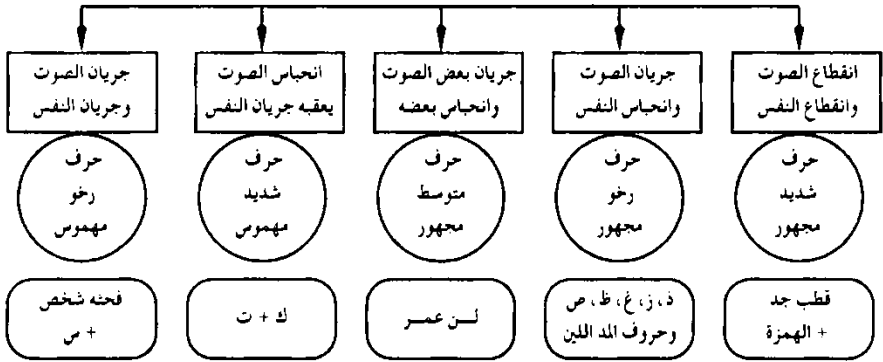 انقطاع الصوت
وانقطاع النفس
حرف
شديد
مجهور
قطب جد
+ الهمزة
جريان الصوت
وانحباس النفس
حرف
رخو
مجهور
ذ، ز، غ، ظ، ص
وحروف المد اللين
جريان بعض الصوت
وانحباس بعضه
حرف
متوسط
مجهور
لـــن عمـــر
انحباس الصوت
يعقبه جريان النفس
حرف
شديد
مهموس
ك + ت
جريان الصوت
وجريان النفس
حرف
رخو
مهموس
فحثه شخص
+ س